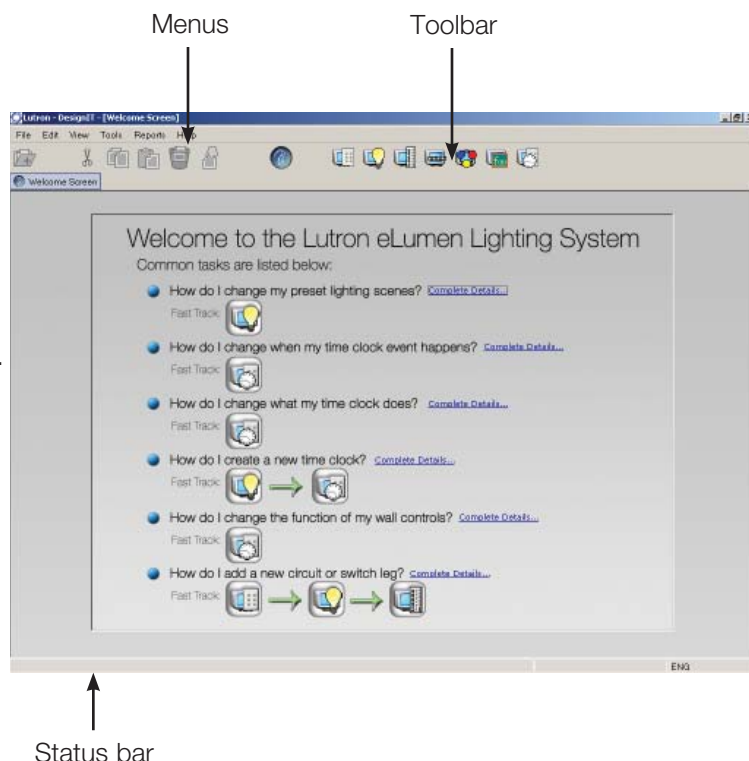 Menus Toolbar
Lutron - DesignIT - [Welcome Screen]
File Edit View Tools Reports Help
Welcome Screen
Welcome to the Lutron eLumen Lighting System
Common tasks are listed below:
How do I change my preset lighting scenes? Complete Details...
Fast Track:
How do I change when my time clock event happens? Complete Details...
Fast Track:
How do I change what my time clock does? Complete Details...
Fast Track:
How do I create a new time clock? Complete Details...
Fast Track:
How do I change the function of my wall controls? Complete Details...
Fast Track:
How do I add a new circuit or switch leg? Complete Details...
Fast Track:
ENG
Status bar